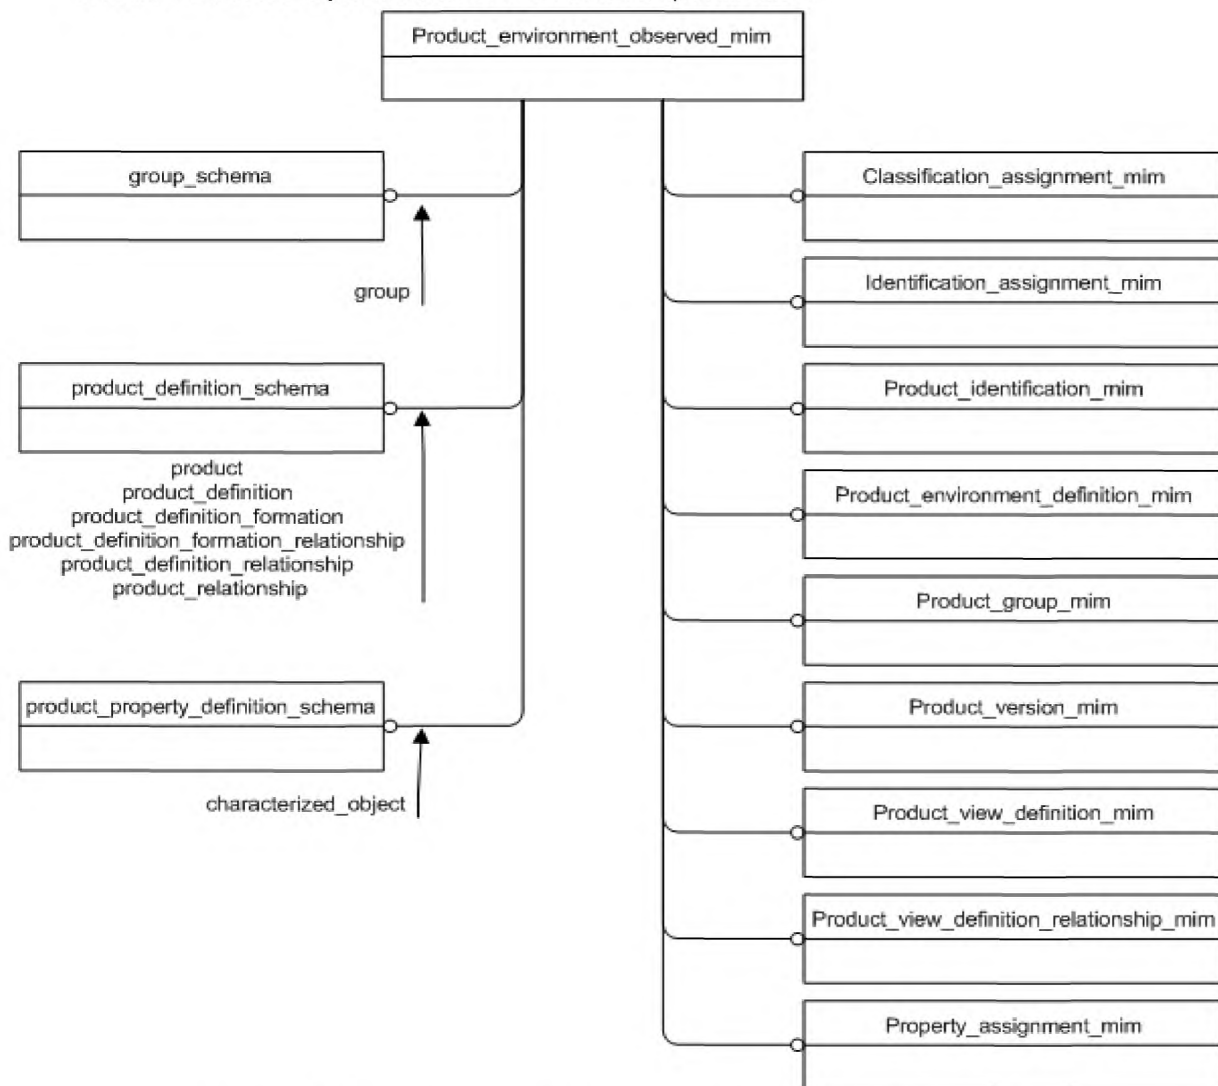 Product_environment_observed_mim
group_schema
group
product_definition_schema
product
product_definition
product_definition_formation
product_definition_formation_relationship
product_definition_relationship
product_relationship
product_property_definition_schema
characterized_object
Classification_assignment_mim
Identification_assignment_mim
Product_identification_mim
Product_environment_definition_mim
Product_group_mim
Product_version_mim
Product_view_definition_mim
Product_view_definition_relationship_mim
Property_assignment_mim